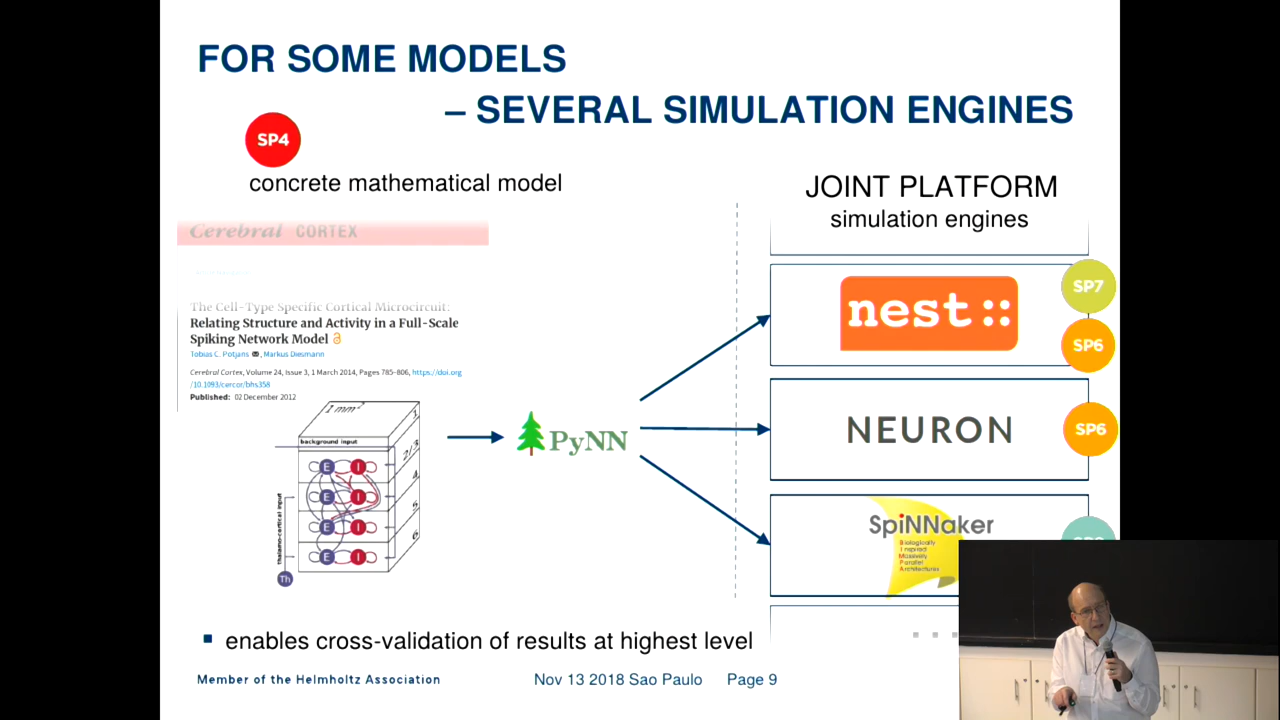 FOR SOME MODELS
– SEVERAL SIMULATION ENGINES
SP4
concrete mathematical model
JOINT PLATFORM
simulation engines
Cerebral CORTEX
The Cell-Type Specific Cortical Microcircuit:
Relating Structure and Activity in a Full-Scale
Spiking Network Model
Tobias C. Potjans, Markus Diesmann
Cerebral Cortex, Volume 24, Issue 3, 1 March 2014, Pages 785–806, https://doi.org
/10.1093/cercor/bhs358
Published: 02 December 2012
1 mm²
1
background input
2/3
4
5
6
E I
E I
E I
E I
Thalamo-cortical input
Th
PyNN
nest::
SP7
SP6
NEURON
SP6
SpiNNaker
Biologically
Inspired
Massively
Parallel
Architectures
enables cross-validation of results at highest level
Member of the Helmholtz Association
Nov 13 2018 Sao Paulo Page 9